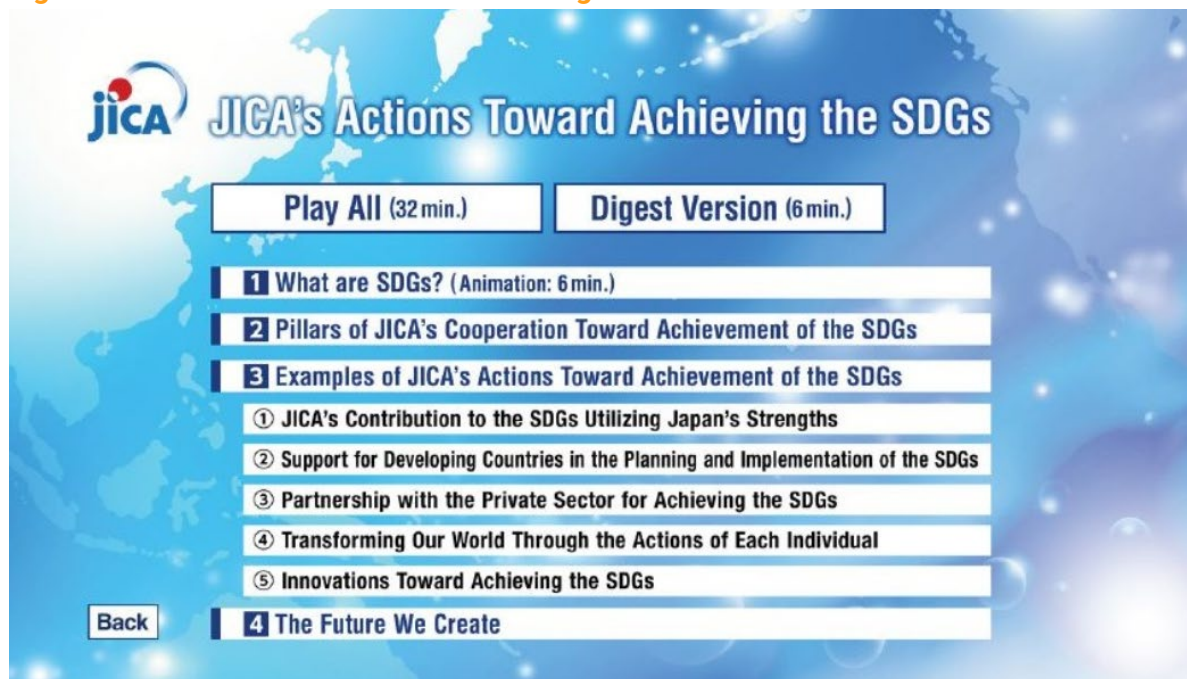 jica
JICA's Actions Toward Achieving the SDGs
Play All (32 min.)
Digest Version (6 min.)
1 What are SDGs? (Animation: 6 min.)
2 Pillars of JICA's Cooperation Toward Achievement of the SDGs
3 Examples of JICA's Actions Toward Achievement of the SDGs
① JICA's Contribution to the SDGs Utilizing Japan's Strengths
② Support for Developing Countries in the Planning and Implementation of the SDGs
③ Partnership with the Private Sector for Achieving the SDGs
④ Transforming Our World Through the Actions of Each Individual
⑤ Innovations Toward Achieving the SDGs
Back
4 The Future We Create